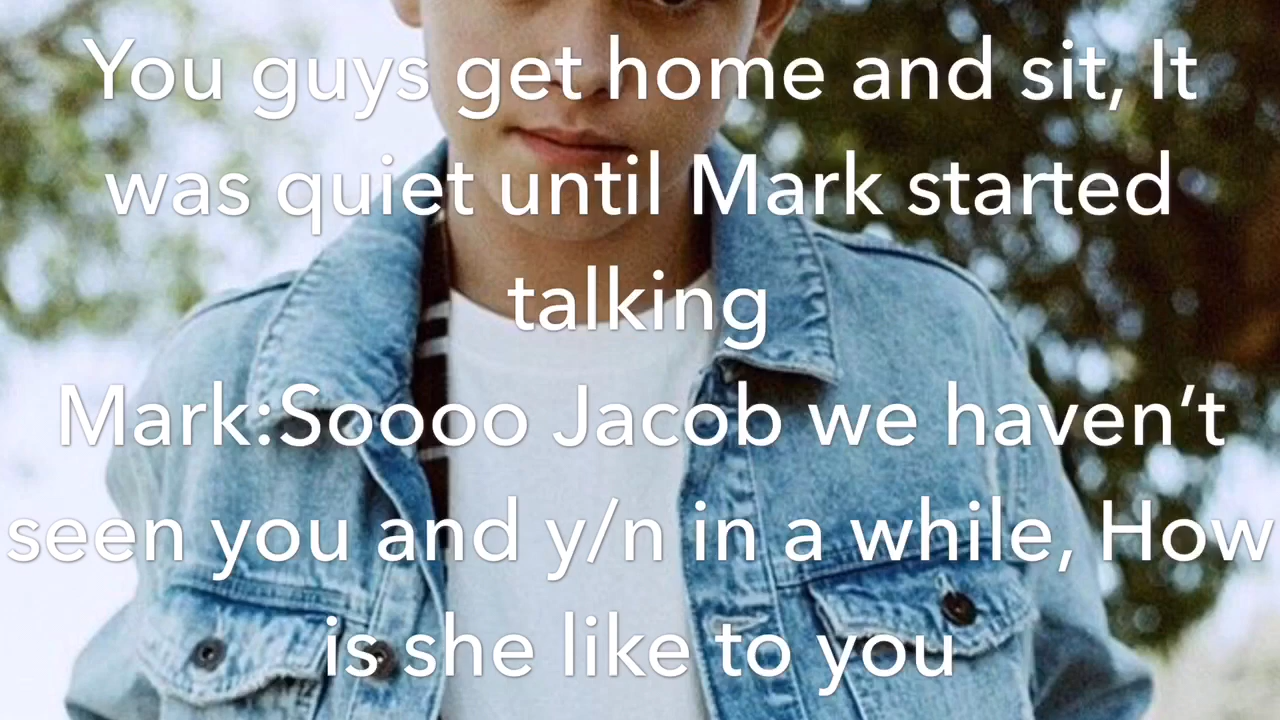 You guys get home and sit, It
was quiet until Mark started
talking
Mark:Soooo Jacob we haven’t
seen you and y/n in a while, How
is she like to you